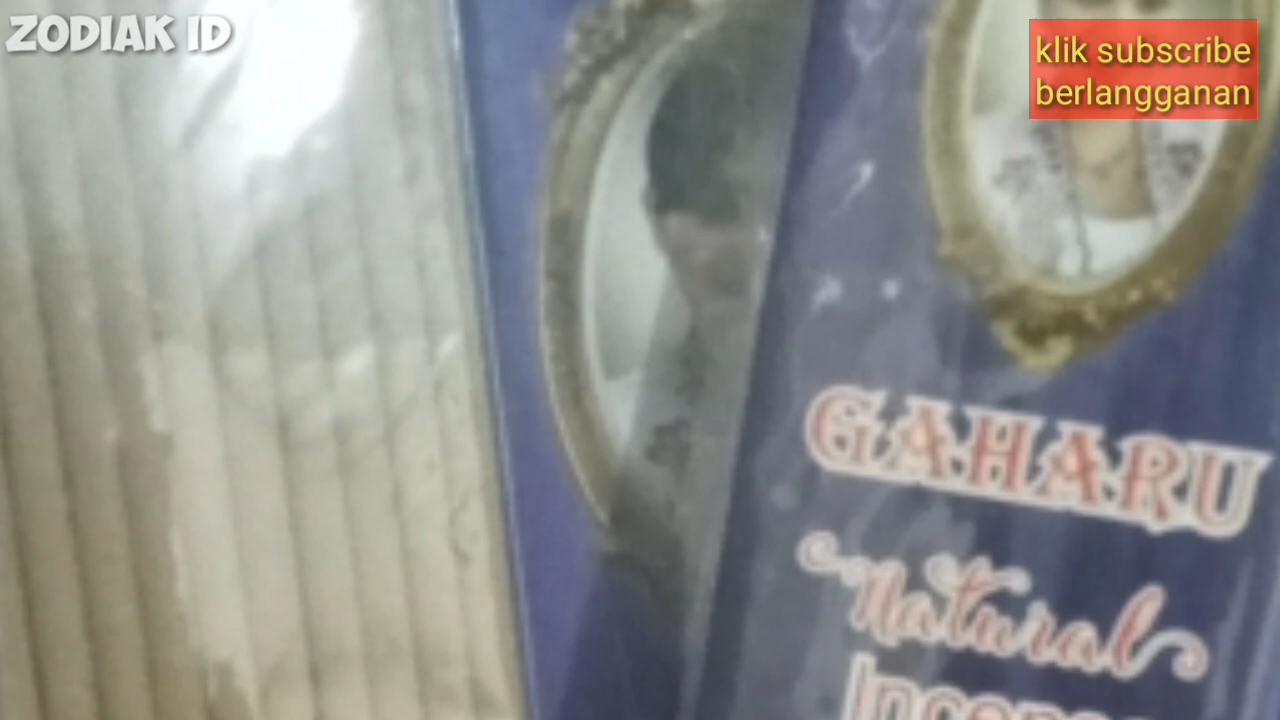 ZODIAK ID
klik subscribe
berlangganan
GAHARU
Natural